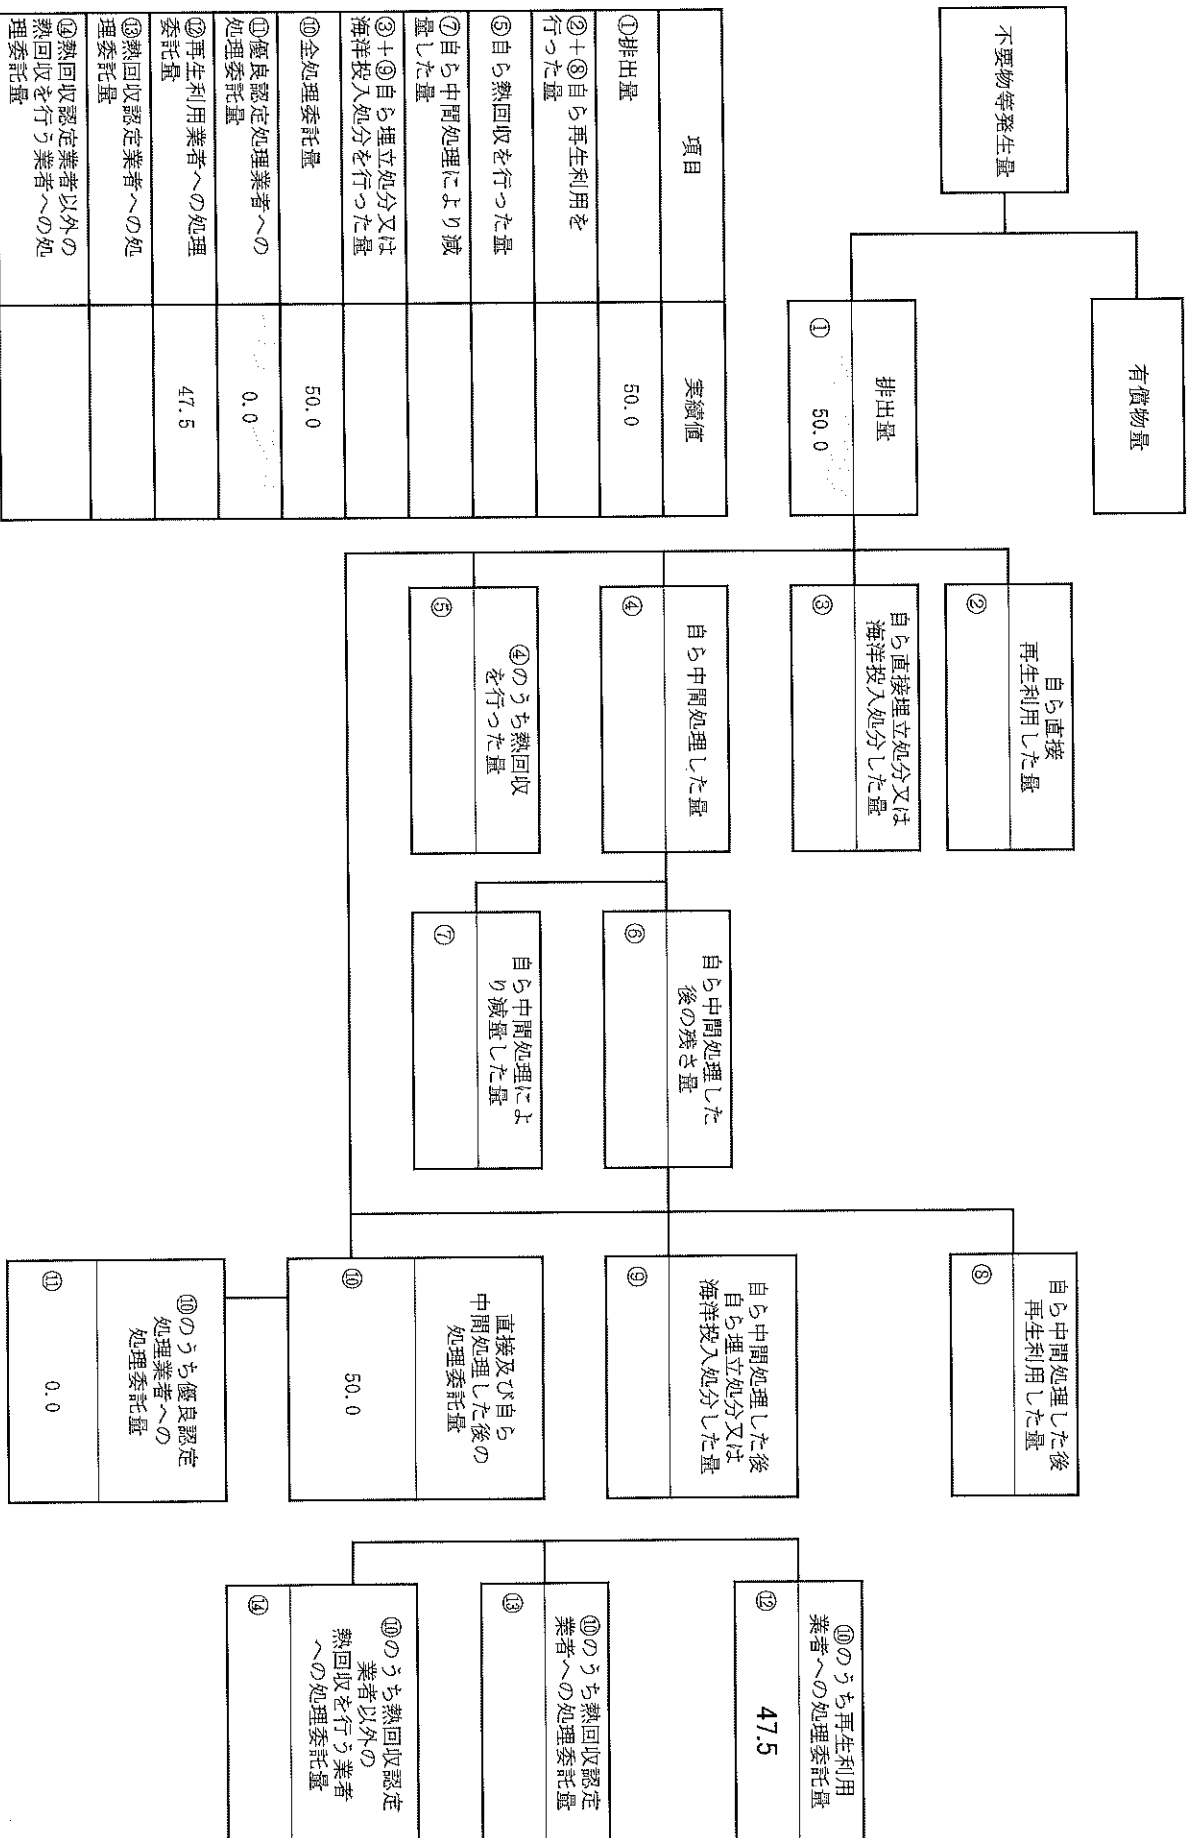 不要物等発生量
有償物量
排出量
①
50.0
自ら直接
再生利用した量
②
自ら直接埋立処分又は
海洋投入処分した量
③
自ら中間処理した量
④
④のうち熱回収
を行った量
⑤
自ら中間処理した
後の残さ量
⑥
自ら中間処理によ
り減量した量
⑦
自ら中間処理した後
再生利用した量
⑧
自ら中間処理した後
自ら埋立処分又は
海洋投入処分した量
⑨
直接及び自ら
中間処理した後の
処理委託量
⑩
50.0
⑩のうち優良認定
処理業者への
処理委託量
⑪
0.0
⑩のうち再生利用
業者への処理委託量
⑫
47.5
⑩のうち熱回収認定
業者への処理委託量
⑬
⑩のうち熱回収認定
業者以外の
熱回収を行う業者
への処理委託量
⑭
項目 実績値
①排出量 50.0
②+⑧自ら再生利用を
行った量
⑤自ら熱回収を行った量
⑦自ら中間処理により減
量した量
③+⑨自ら埋立処分又は
海洋投入処分を行った量
⑩全処理委託量 50.0
⑪優良認定処理業者への
処理委託量 0.0
⑫再生利用業者への処理
委託量 47.5
⑬熱回収認定業者への処
理委託量
⑭熱回収認定業者以外の
熱回収を行う業者への処
理委託量